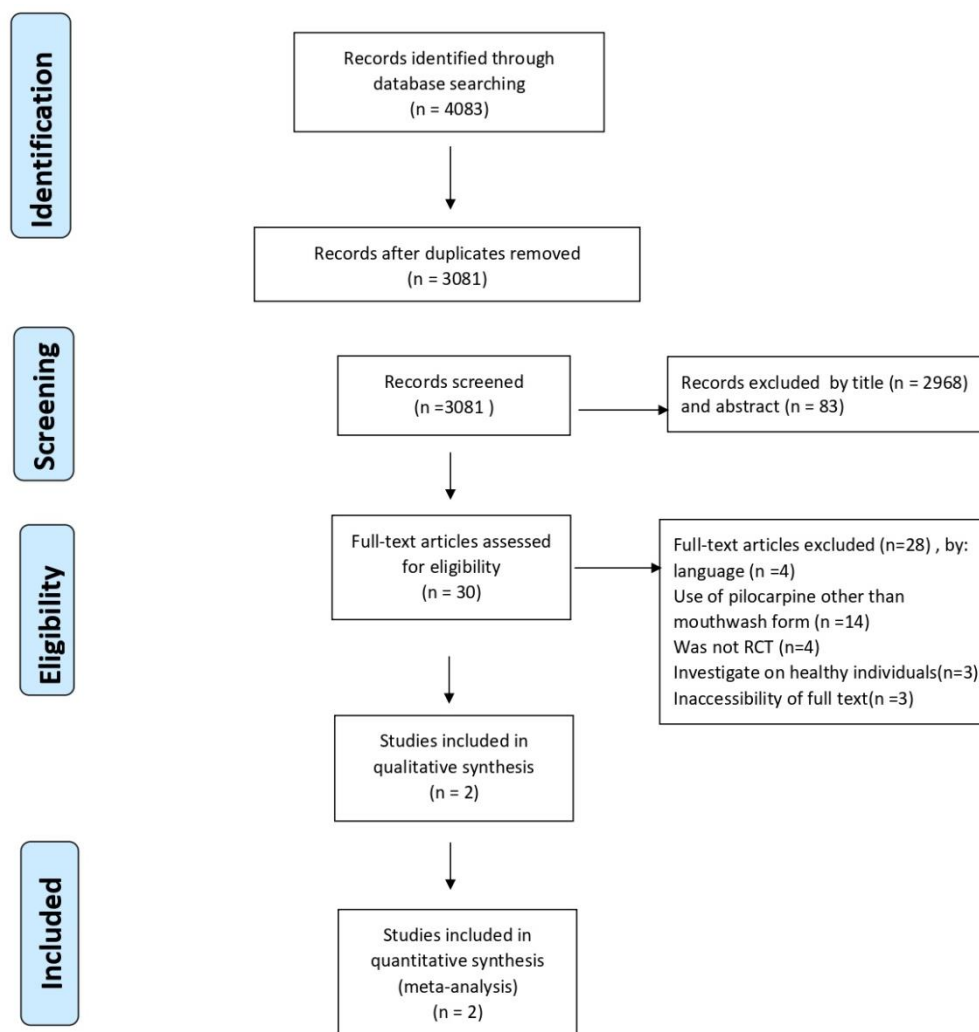 Identification
Records identified through
database searching
(n = 4083)
Records after duplicates removed
(n = 3081)
Screening
Records screened
(n =3081 )
Records excluded by title (n = 2968)
and abstract (n = 83)
Eligibility
Full-text articles assessed
for eligibility
(n = 30)
Full-text articles excluded (n=28) , by:
language (n =4)
Use of pilocarpine other than
mouthwash form (n =14)
Was not RCT (n=4)
Investigate on healthy individuals(n=3)
Inaccessibility of full text(n =3)
Studies included in
qualitative synthesis
(n = 2)
Included
Studies included in
quantitative synthesis
(meta-analysis)
(n = 2)